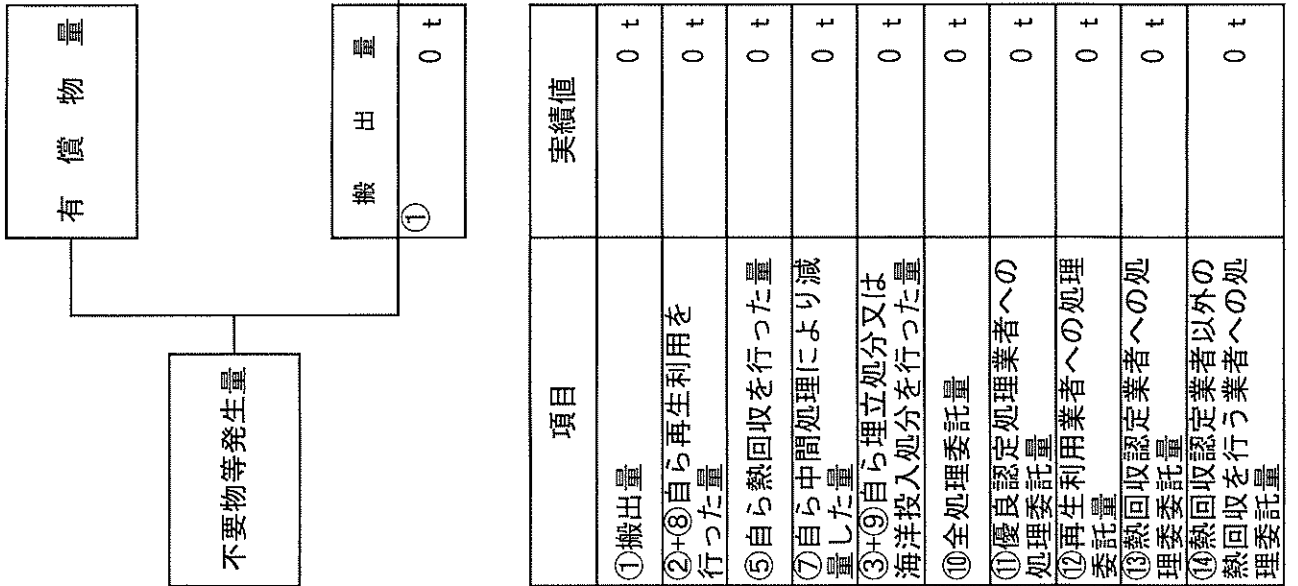 不要物等発生量
有償物量
搬出量
① 0 t
項目 実績値
①搬出量 0 t
②+⑧自ら再生利用を
行った量 0 t
⑤自ら熱回収を行った量 0 t
⑦自ら中間処理により減
量した量 0 t
③+⑨自ら埋立処分又は
海洋投入処分を行った量 0 t
⑩全処理委託量 0 t
⑪優良認定処理業者への
処理委託量 0 t
⑫再生利用業者への処理
委託量 0 t
⑬熱回収認定業者への処
理委託量 0 t
⑭熱回収認定業者以外の
熱回収を行う業者への処
理委託量 0 t